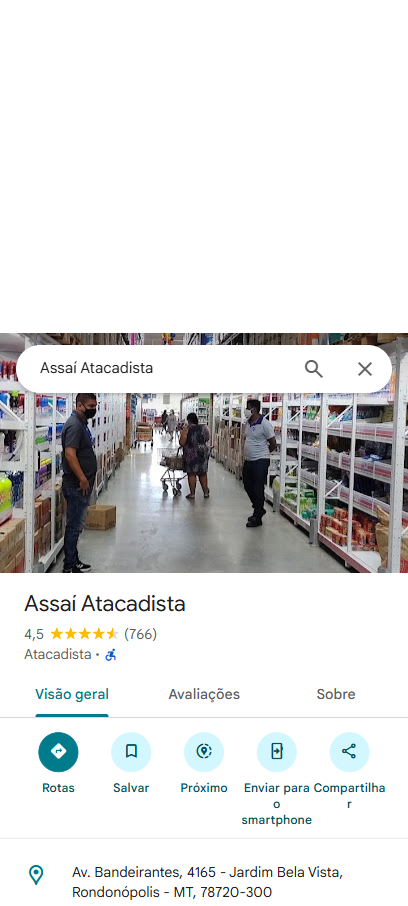 Assaí Atacadista
Assaí Atacadista
4,5 (766)
Atacadista ·
Visão geral Avaliações Sobre
Rotas Salvar Próximo Enviar para o smartphone Compartilhar
Av. Bandeirantes, 4165 - Jardim Bela Vista,
Rondonópolis - MT, 78720-300